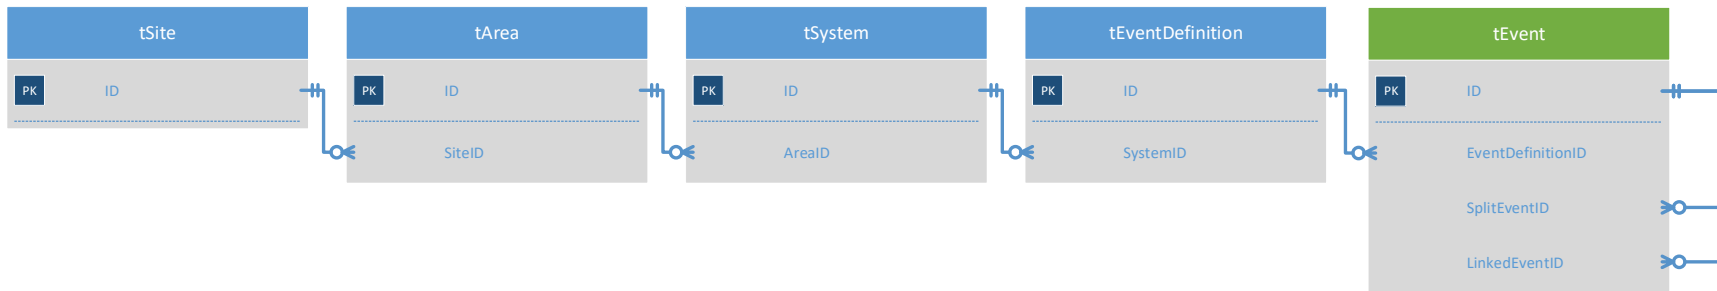 tSite
PK ID
tArea
PK ID
SiteID
tSystem
PK ID
AreaID
tEventDefinition
PK ID
SystemID
tEvent
PK ID
EventDefinitionID
SplitEventID
LinkedEventID